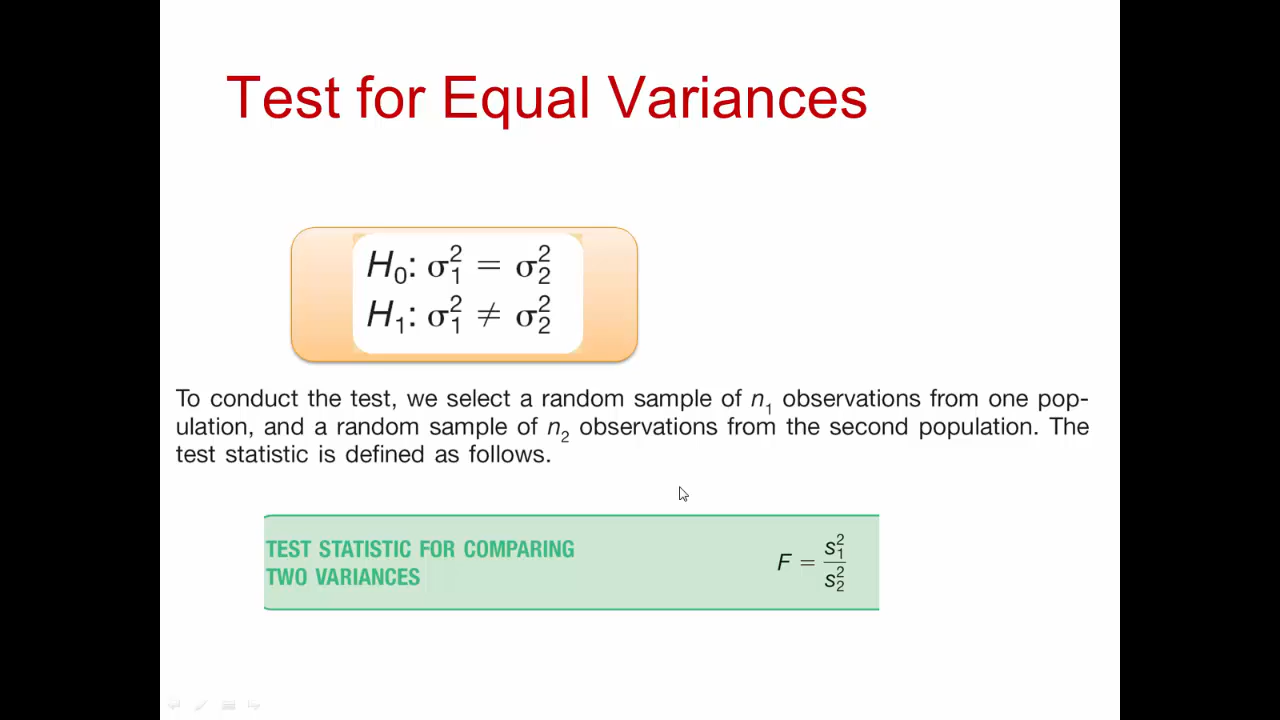 Test for Equal Variances
H₀: σ₁² = σ₂²
H₁: σ₁² ≠ σ₂²
To conduct the test, we select a random sample of n₁ observations from one pop-
ulation, and a random sample of n₂ observations from the second population. The
test statistic is defined as follows.
TEST STATISTIC FOR COMPARING
TWO VARIANCES
F = s₁² / s₂²